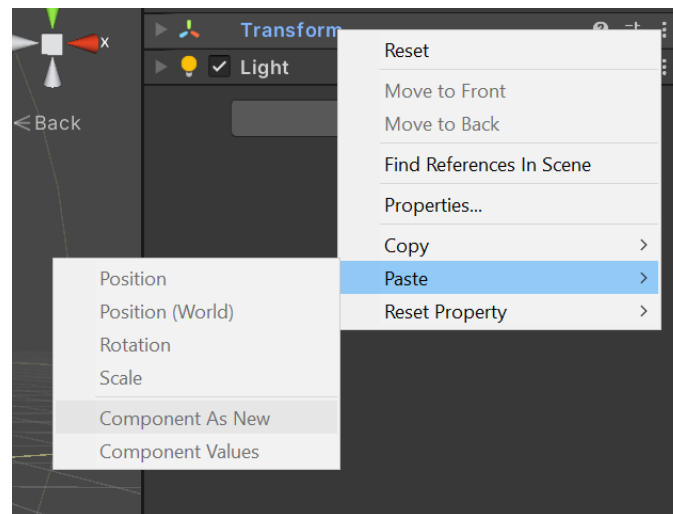 x
Back
Transform
Light
Reset
Move to Front
Move to Back
Find References In Scene
Properties...
Copy
Paste
Reset Property
Position
Position (World)
Rotation
Scale
Component As New
Component Values